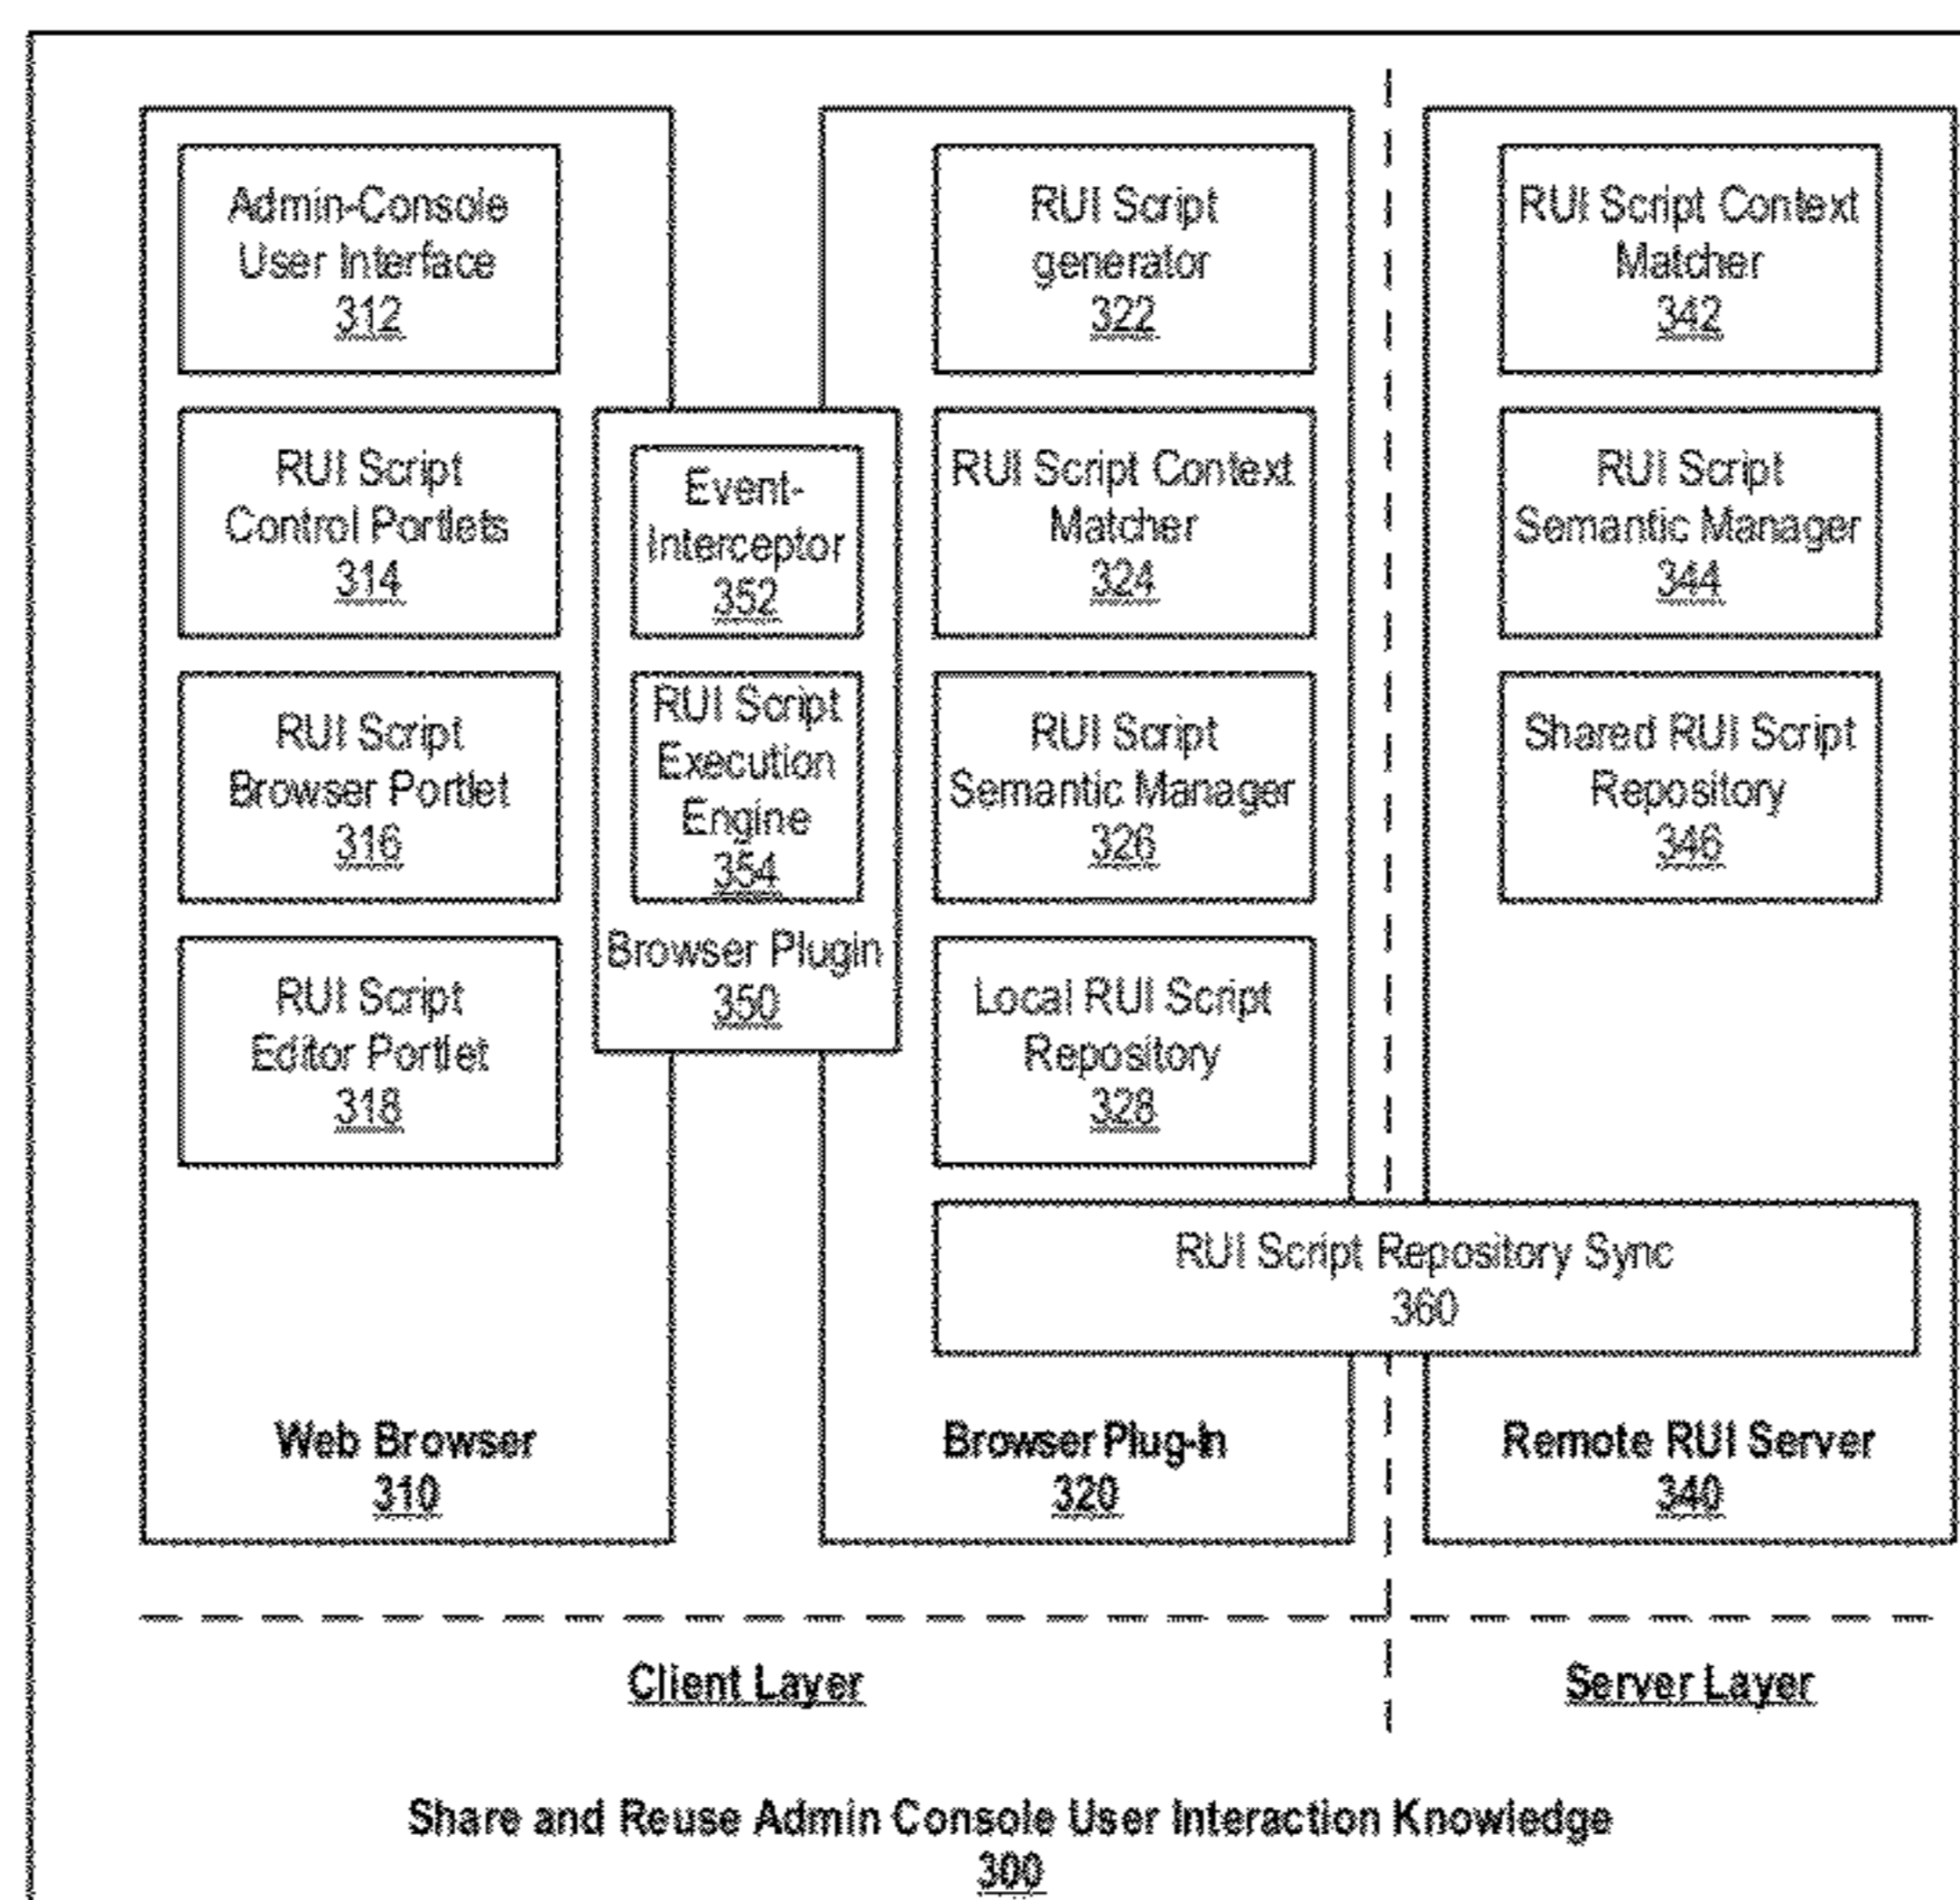 Admin-Console
User Interface
312
RUI Script
Control Portlets
314
RUI Script
Browser Portlet
316
RUI Script
Editor Portlet
318
Web Browser
310
Event-
Interceptor
352
RUI Script
Execution
Engine
354
Browser Plugin
350
RUI Script
generator
322
RUI Script Context
Matcher
324
RUI Script
Semantic Manager
326
Local RUI Script
Repository
328
Browser Plug-In
320
RUI Script Context
Matcher
342
RUI Script
Semantic Manager
344
Shared RUI Script
Repository
346
RUI Script Repository Sync
360
Remote RUI Server
340
Client Layer
Server Layer
Share and Reuse Admin Console User Interaction Knowledge
300